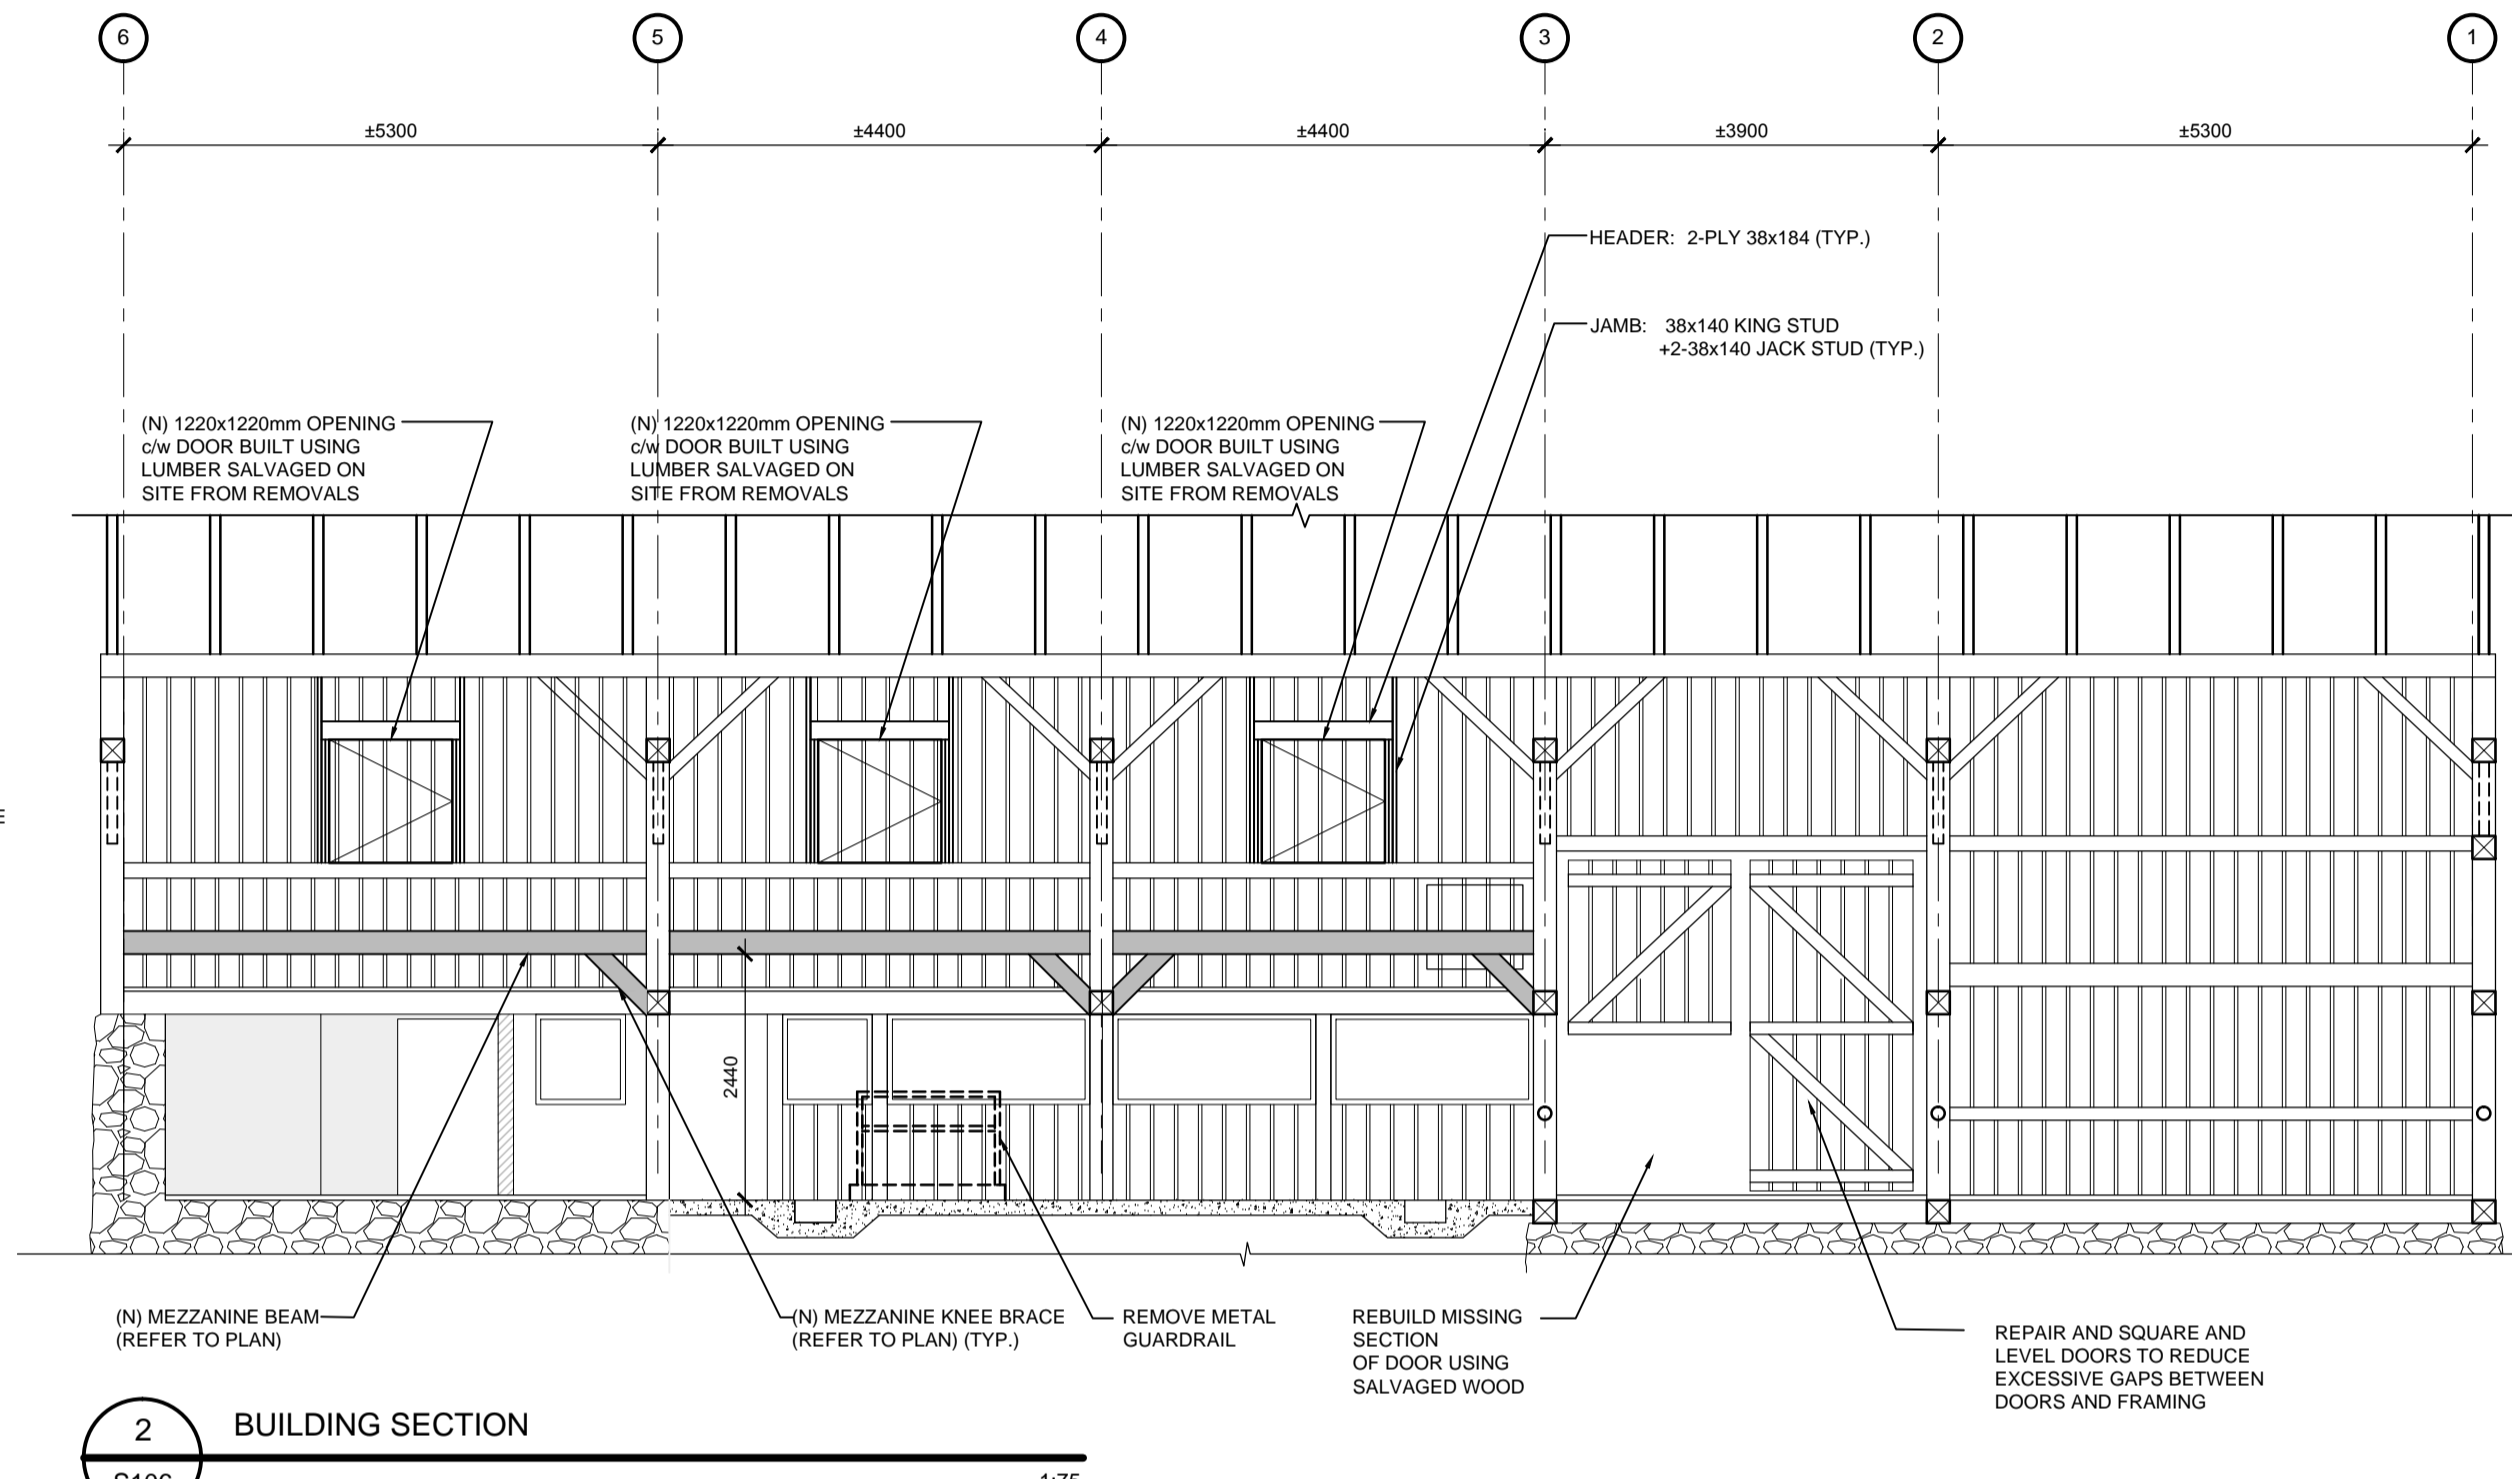 6
5
4
3
2
1
±5300
±4400
±4400
±3900
±5300
HEADER: 2-PLY 38x184 (TYP.)
JAMB: 38x140 KING STUD
+2-38x140 JACK STUD (TYP.)
(N) 1220x1220mm OPENING
c/w DOOR BUILT USING
LUMBER SALVAGED ON
SITE FROM REMOVALS
(N) 1220x1220mm OPENING
c/w DOOR BUILT USING
LUMBER SALVAGED ON
SITE FROM REMOVALS
(N) 1220x1220mm OPENING
c/w DOOR BUILT USING
LUMBER SALVAGED ON
SITE FROM REMOVALS
2440
(N) MEZZANINE BEAM
(REFER TO PLAN)
(N) MEZZANINE KNEE BRACE
(REFER TO PLAN) (TYP.)
REMOVE METAL
GUARDRAIL
REBUILD MISSING
SECTION
OF DOOR USING
SALVAGED WOOD
REPAIR AND SQUARE AND
LEVEL DOORS TO REDUCE
EXCESSIVE GAPS BETWEEN
DOORS AND FRAMING
2
BUILDING SECTION
1:75